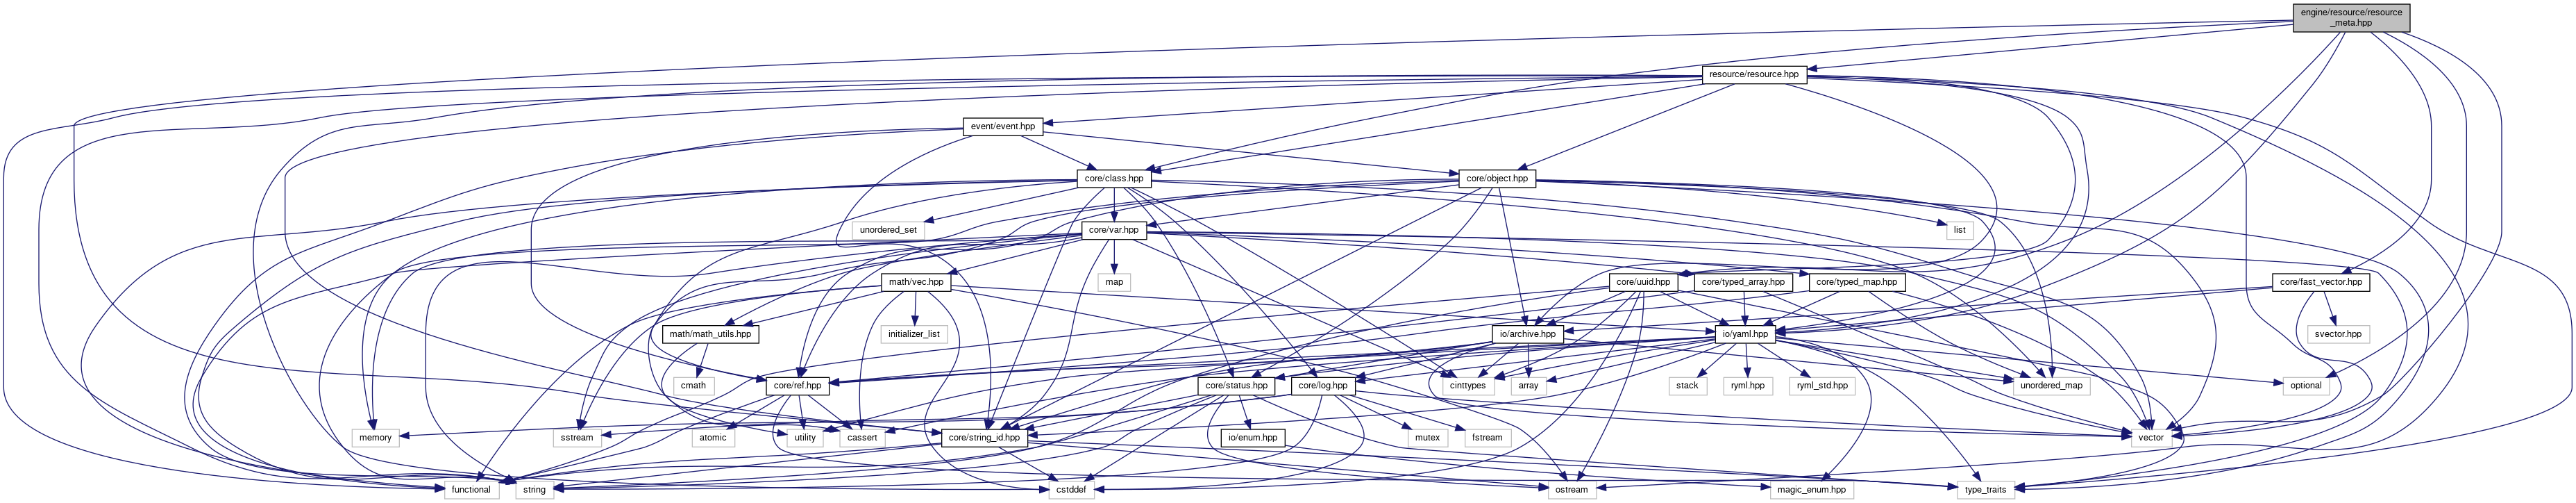 engine/resource/resource
_meta.hpp
resource/resource.hpp
event/event.hpp
core/class.hpp
core/object.hpp
unordered_set
core/var.hpp
list
math/vec.hpp
map
core/uuid.hpp
core/typed_array.hpp
core/typed_map.hpp
core/fast_vector.hpp
math/math_utils.hpp
initializer_list
io/archive.hpp
io/yaml.hpp
svector.hpp
cmath
core/ref.hpp
core/status.hpp
core/log.hpp
cinttypes
array
stack
ryml.hpp
ryml_std.hpp
unordered_map
optional
memory
sstream
atomic
utility
cassert
core/string_id.hpp
io/enum.hpp
mutex
fstream
vector
functional
string
cstddef
ostream
magic_enum.hpp
type_traits